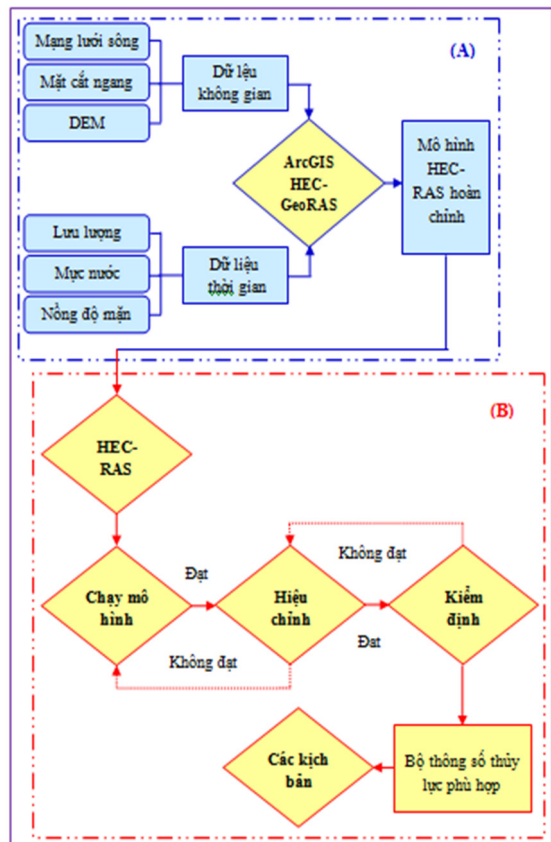 (A)
Mạng lưới sông
Mặt cắt ngang
DEM
Dữ lệu
không gian
ArcGIS
HEC-
GeoRAS
Mô hình
HEC-
RAS hoàn
chỉnh
Lưu lượng
Mực nước
Nồng độ mặn
Dữ liệu
thời gian
(B)
HEC-
RAS
Chạy mô
hình
Đạt
Không đạt
Hiệu
chỉnh
Không đạt
Đat
Kiểm
định
Các kịch
bản
Bộ thông số thủy
lực phù hợp